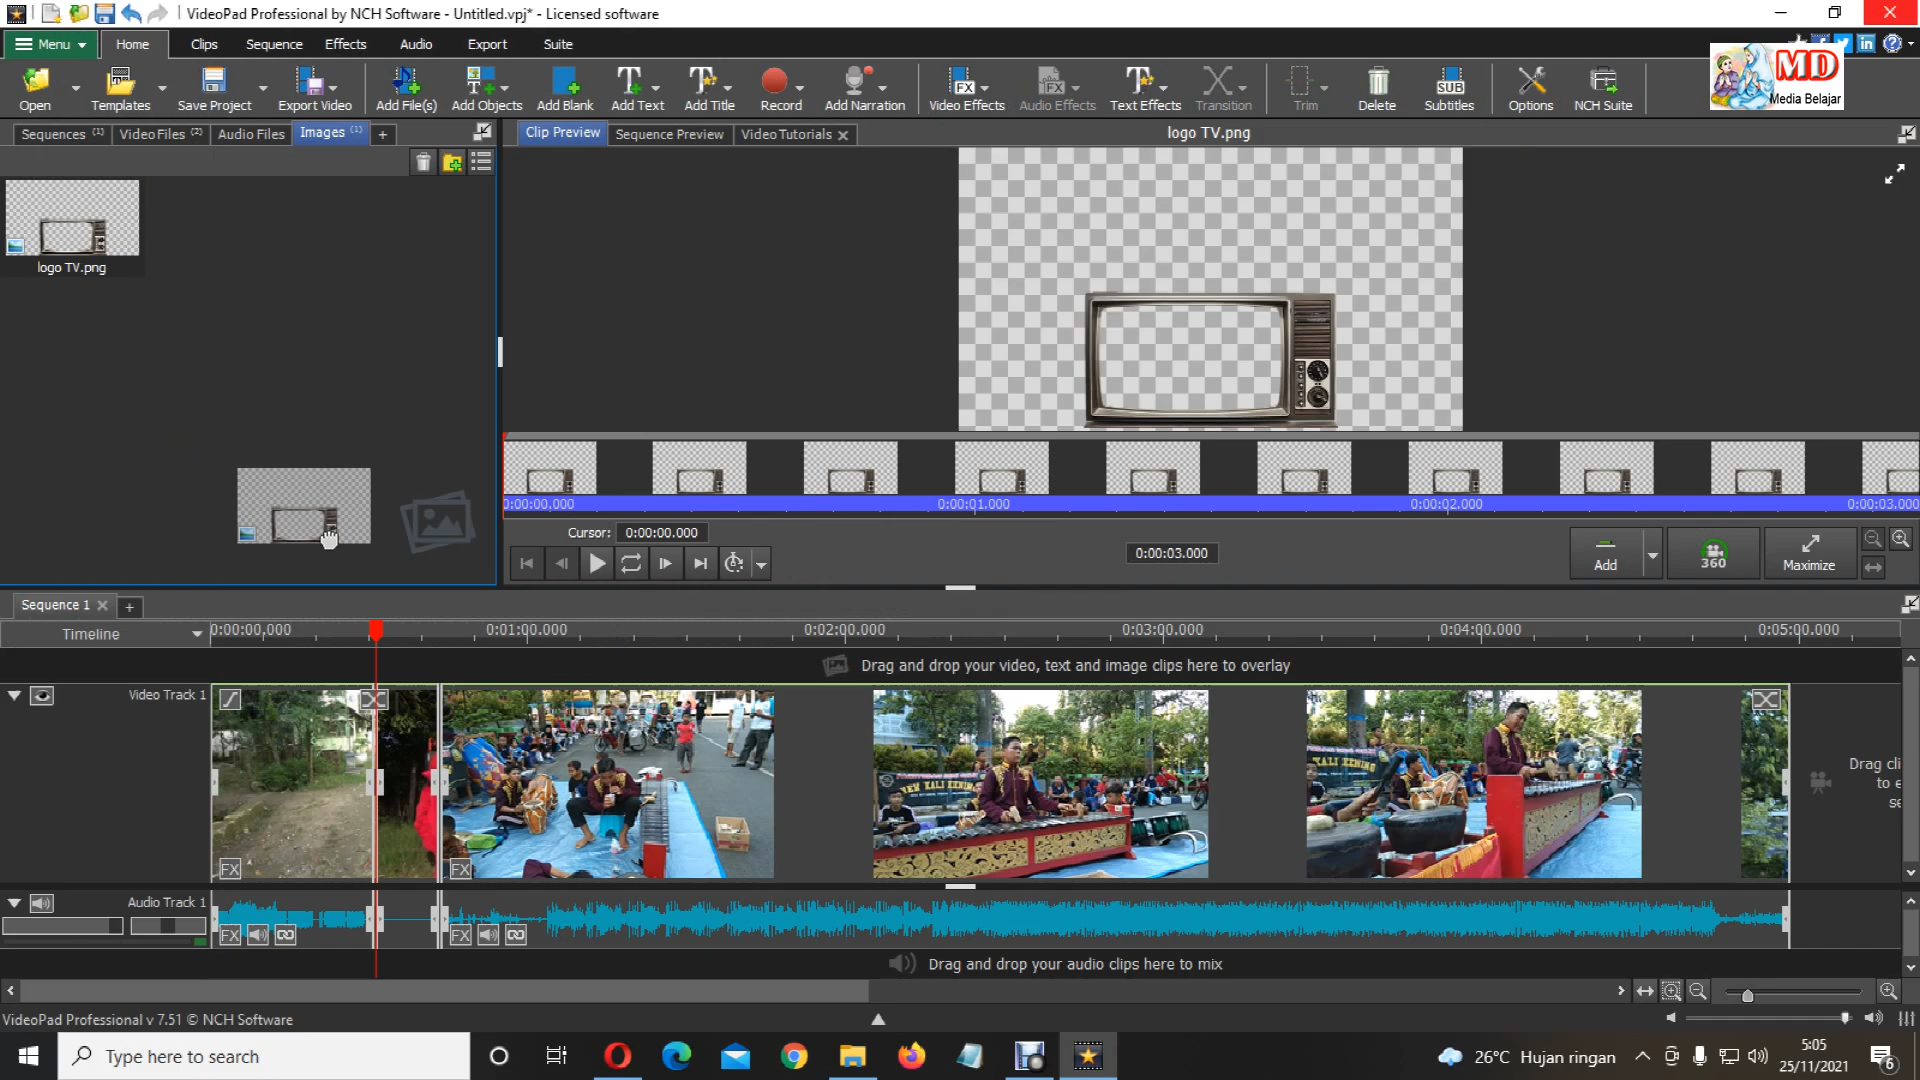 VideoPad Professional by NCH Software - Untitled.vpj* - Licensed software
Menu Home Clips Sequence Effects Audio Export Suite
Open Templates Save Project Export Video Add File(s) Add Objects Add Blank Add Text Add Title Record Add Narration Video Effects Audio Effects Text Effects Transition Trim Delete Subtitles Options NCH Suite
MD
Media Belajar
Sequences (1) Video Files (2) Audio Files Images (1) +
Clip Preview Sequence Preview Video Tutorials
logo TV.png
logo TV.png
0:00:00,000 0:00:01.000 0:00:02.000 0:00:03.000
Cursor: 0:00:00.000
0:00:03.000
Add 360 Maximize
Sequence 1 +
Timeline 0:00:00,000 0:01:00.000 0:02:00.000 0:03:00.000 0:04:00.000 0:05:00.000
Drag and drop your video, text and image clips here to overlay
Video Track 1
Drag cli
to e
se
FX FX
Audio Track 1
FX FX
Drag and drop your audio clips here to mix
VideoPad Professional v 7.51 © NCH Software
Type here to search
26°C Hujan ringan
5:05
25/11/2021
6